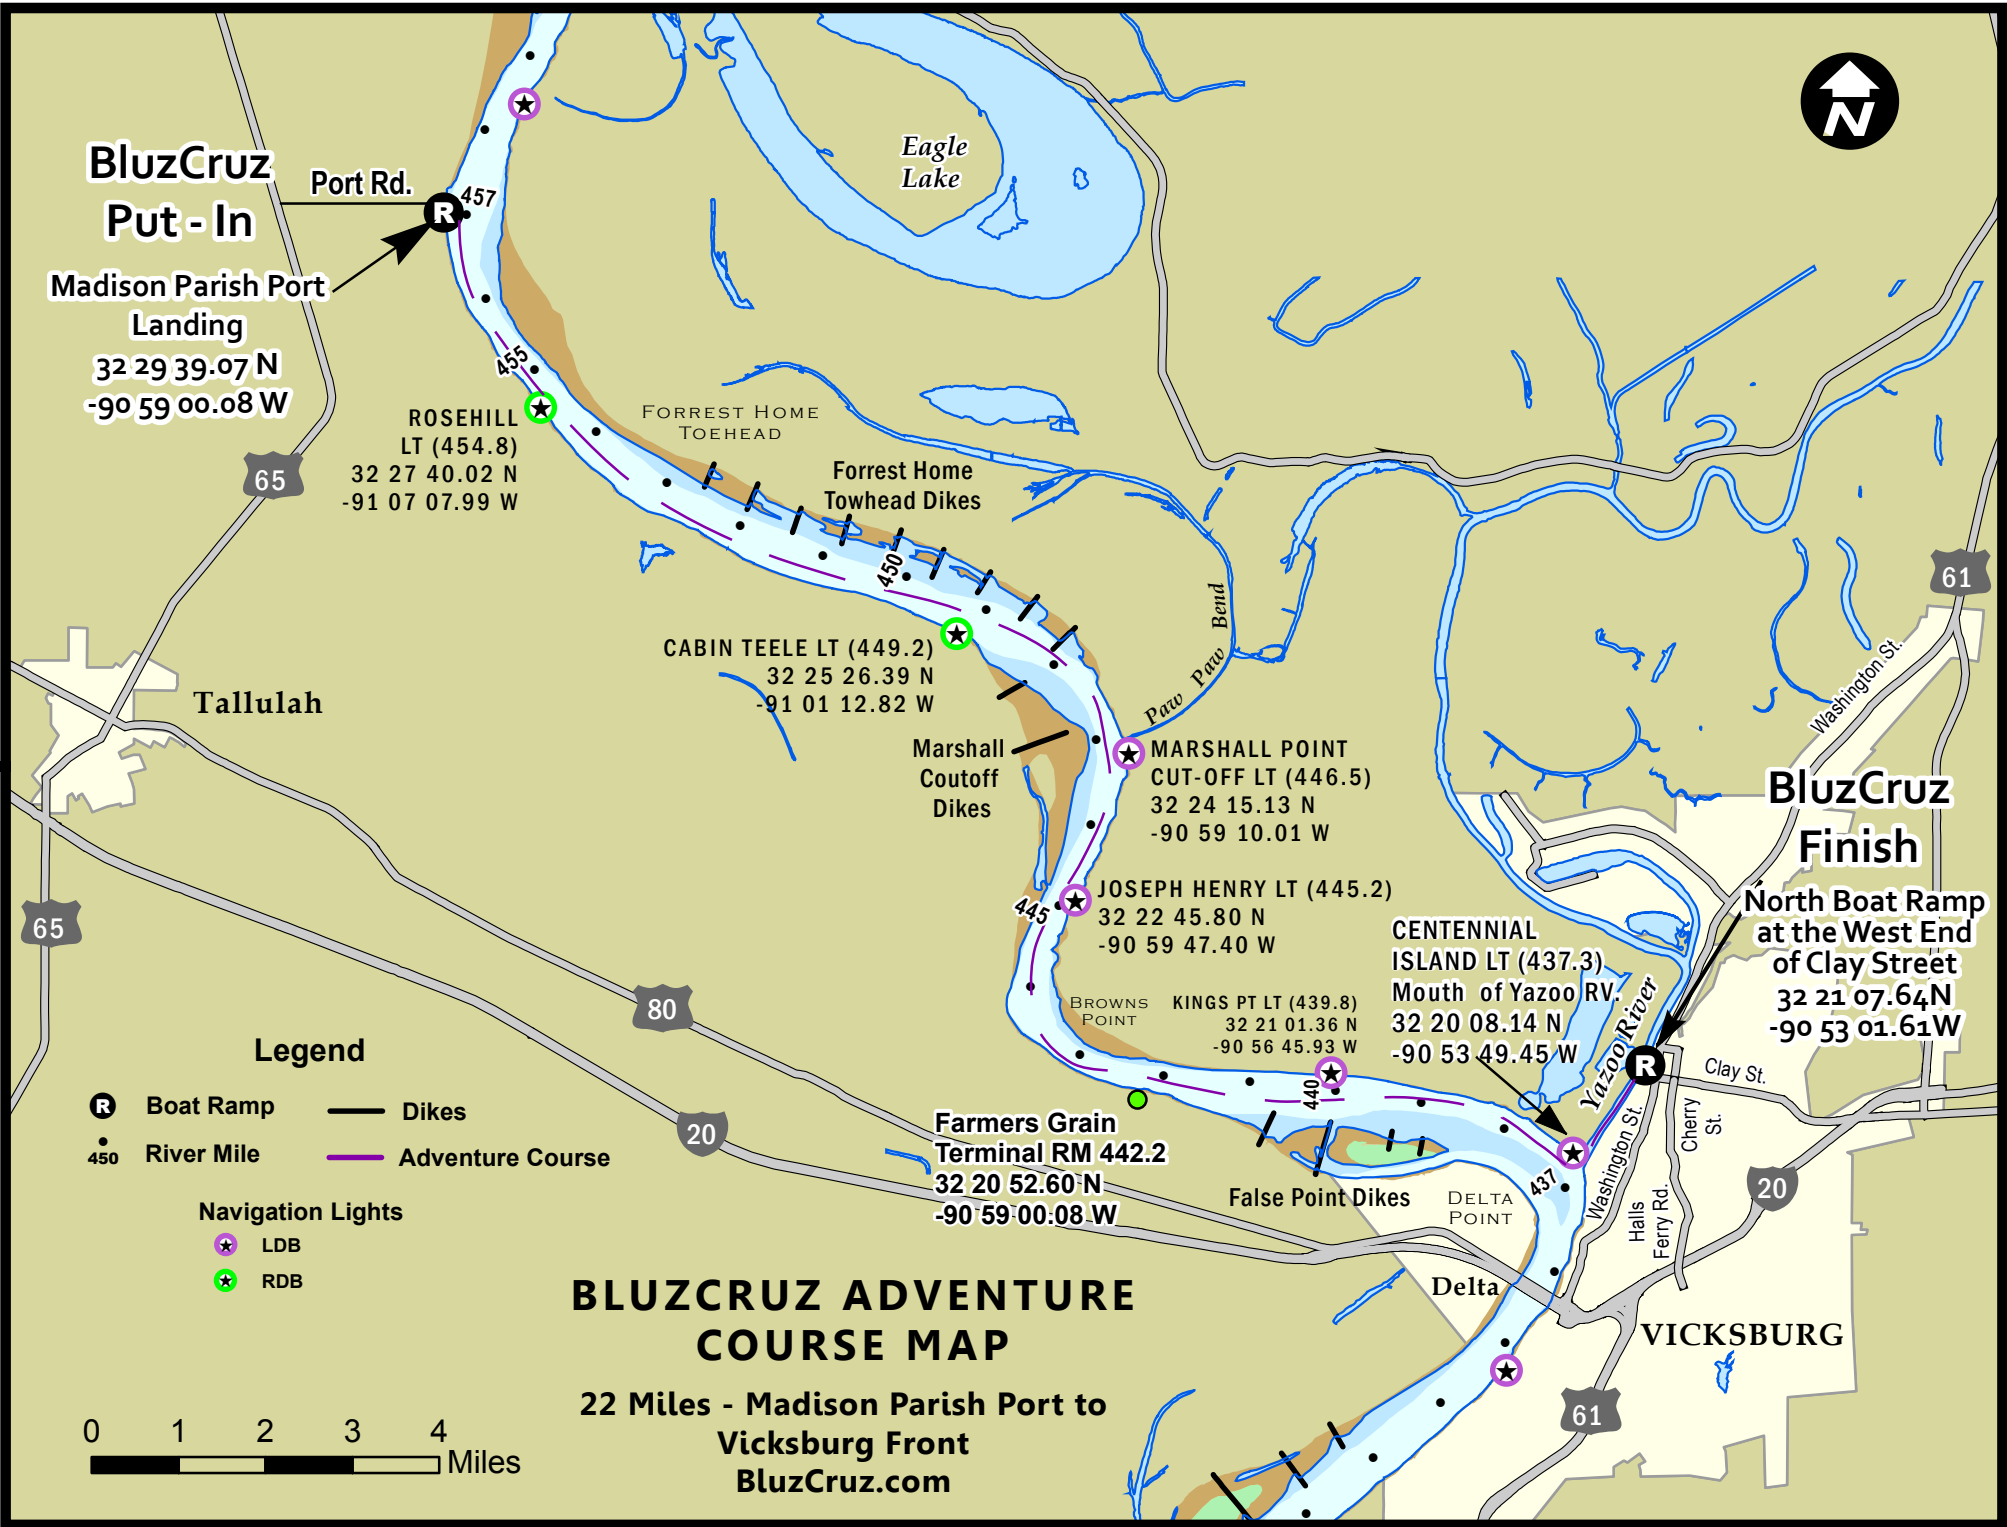 N
Eagle
Lake
BluzCruz
Put - In
Port Rd.
R
457
Madison Parish Port
Landing
32 29 39.07 N
-90 59 00.08 W
455
ROSEHILL
LT (454.8)
32 27 40.02 N
-91 07 07.99 W
65
FORREST HOME
TOEHEAD
Forrest Home
Towhead Dikes
450
61
Paw Paw Bend
CABIN TEELE LT (449.2)
32 25 26.39 N
-91 01 12.82 W
Tallulah
Washington St.
Marshall
Coutoff
Dikes
MARSHALL POINT
CUT-OFF LT (446.5)
32 24 15.13 N
-90 59 10.01 W
BluzCruz
Finish
North Boat Ramp
at the West End
of Clay Street
32 21 07.64N
-90 53 01.61W
JOSEPH HENRY LT (445.2)
32 22 45.80 N
-90 59 47.40 W
445
65
CENTENNIAL
ISLAND LT (437.3)
Mouth of Yazoo RV.
32 20 08.14 N
-90 53 49.45 W
Yazoo River
80
BROWNS
POINT
KINGS PT LT (439.8)
32 21 01.36 N
-90 56 45.93 W
440
R
Clay St.
Cherry
St.
Washington St.
Farmers Grain
Terminal RM 442.2
32 20 52.60 N
-90 59 00.08 W
20
437
False Point Dikes
DELTA
POINT
Halls
Ferry Rd.
20
Delta
VICKSBURG
61
Legend
R Boat Ramp
Dikes
450 River Mile
Adventure Course
Navigation Lights
LDB
RDB
BLUZCRUZ ADVENTURE
COURSE MAP
22 Miles - Madison Parish Port to
Vicksburg Front
BluzCruz.com
0 1 2 3 4
Miles